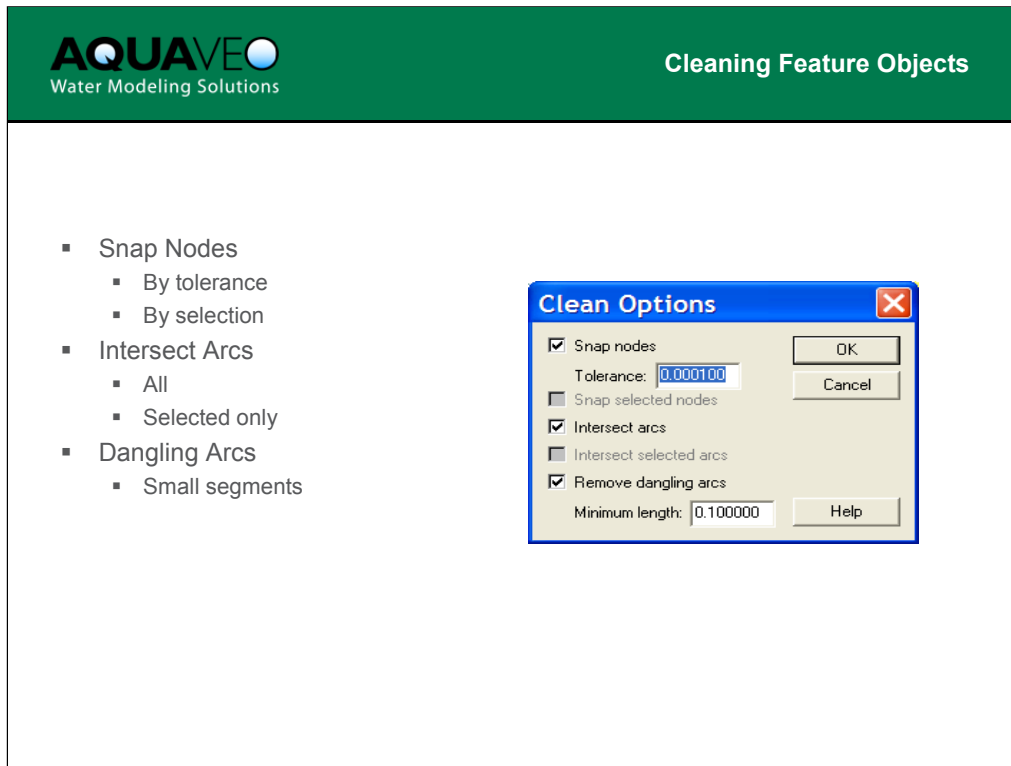 AQUAVEO
Water Modeling Solutions
Cleaning Feature Objects
▪ Snap Nodes
▪ By tolerance
▪ By selection
▪ Intersect Arcs
▪ All
▪ Selected only
▪ Dangling Arcs
▪ Small segments
Clean Options
Snap nodes
OK
Tolerance: 0.000100
Cancel
Snap selected nodes
Intersect arcs
Intersect selected arcs
Remove dangling arcs
Minimum length: 0.100000
Help